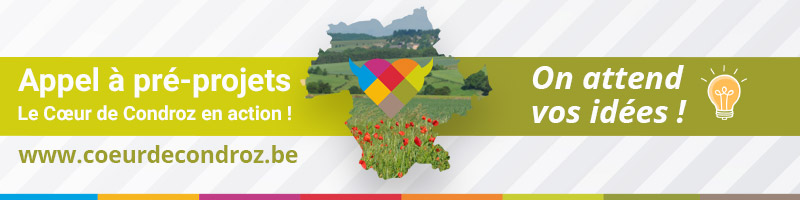 Appel à pré-projets
Le Cœur de Condroz en action !
www.coeurdecondroz.be
On attend
vos idées !